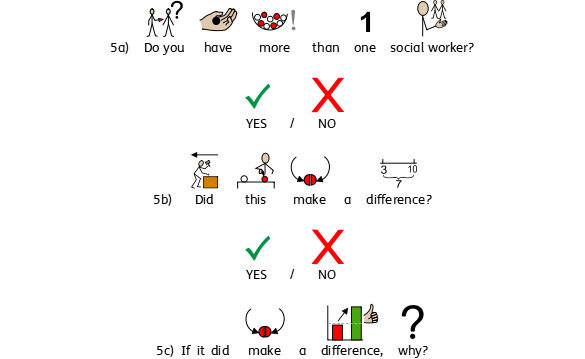 ? ! 1
5a) Do you have more than one social worker?
YES / NO
3 10
7
5b) Did this make a difference?
YES / NO
?
5c) If it did make a difference, why?